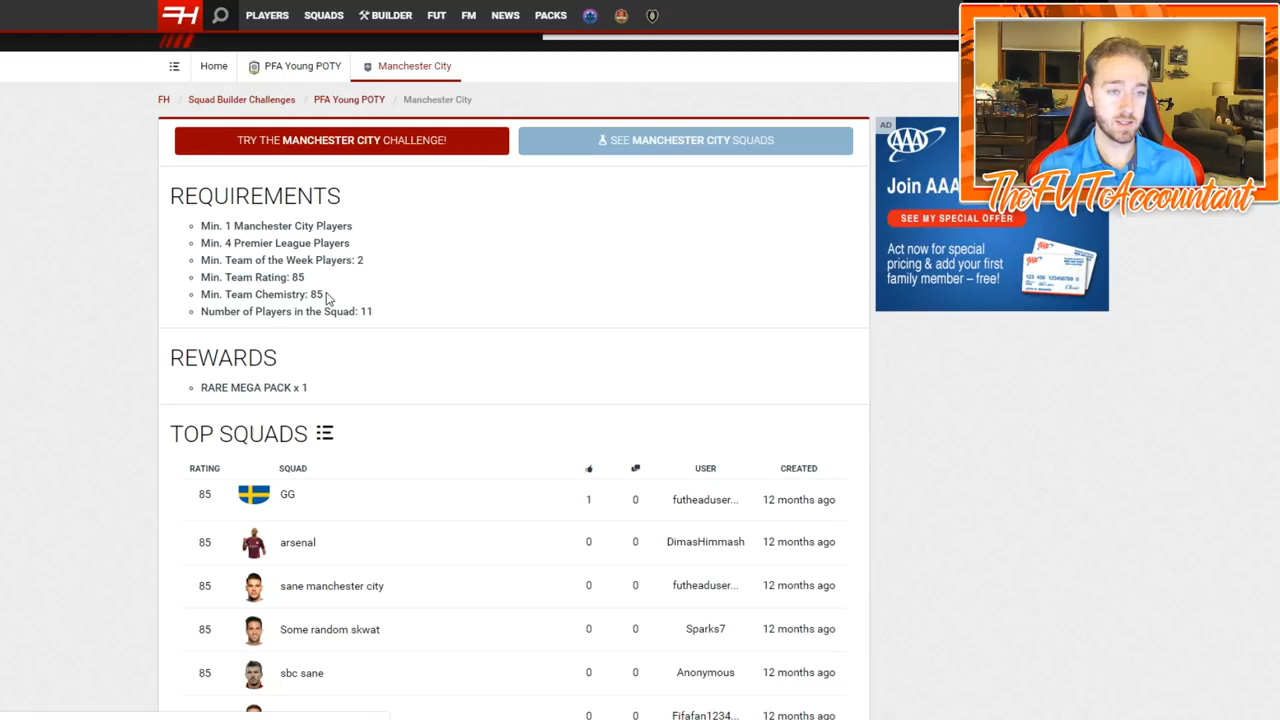 FH
PLAYERS
SQUADS
BUILDER
FUT
FM
NEWS
PACKS
Home
PFA Young POTY
Manchester City
FH / Squad Builder Challenges / PFA Young POTY / Manchester City
TRY THE MANCHESTER CITY CHALLENGE!
SEE MANCHESTER CITY SQUADS
REQUIREMENTS
Min. 1 Manchester City Players
Min. 4 Premier League Players
Min. Team of the Week Players: 2
Min. Team Rating: 85
Min. Team Chemistry: 85
Number of Players in the Squad: 11
REWARDS
RARE MEGA PACK x 1
TOP SQUADS
RATING SQUAD USER CREATED
85 GG 1 0 futheaduser... 12 months ago
85 arsenal 0 0 DimasHimmash 12 months ago
85 sane manchester city 0 0 futheaduser... 12 months ago
85 Some random skwat 0 0 Sparks7 12 months ago
85 sbc sane 0 0 Anonymous 12 months ago
0 0 Fifafan1234... 12 months ago
TheFUTAccountant
AD
AAA
Join AAA
SEE MY SPECIAL OFFER
Act now for special
pricing & add your first
family member – free!